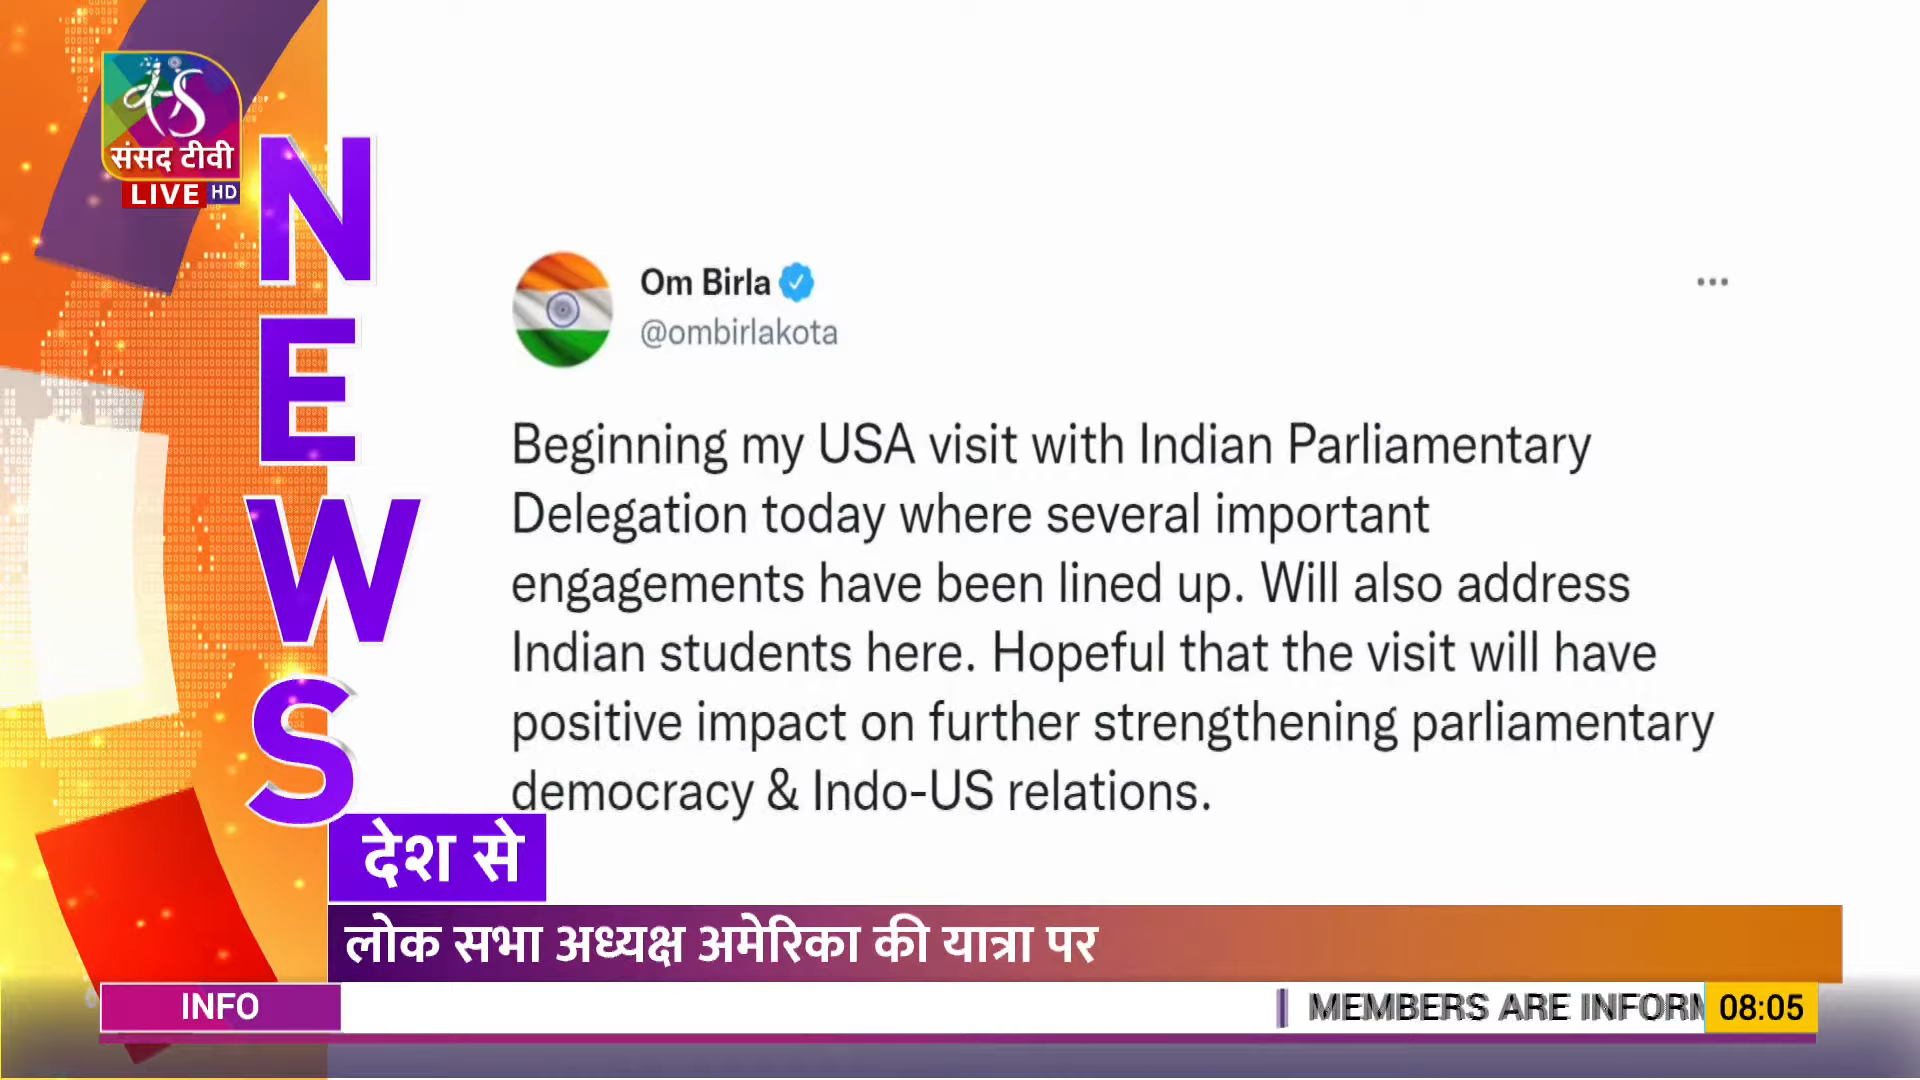 संसद टीवी
LIVE HD
NEWS
Om Birla
@ombirlakota
Beginning my USA visit with Indian Parliamentary
Delegation today where several important
engagements have been lined up. Will also address
Indian students here. Hopeful that the visit will have
positive impact on further strengthening parliamentary
democracy & Indo-US relations.
देश से
लोक सभा अध्यक्ष अमेरिका की यात्रा पर
INFO
MEMBERS ARE INFORM
08:05